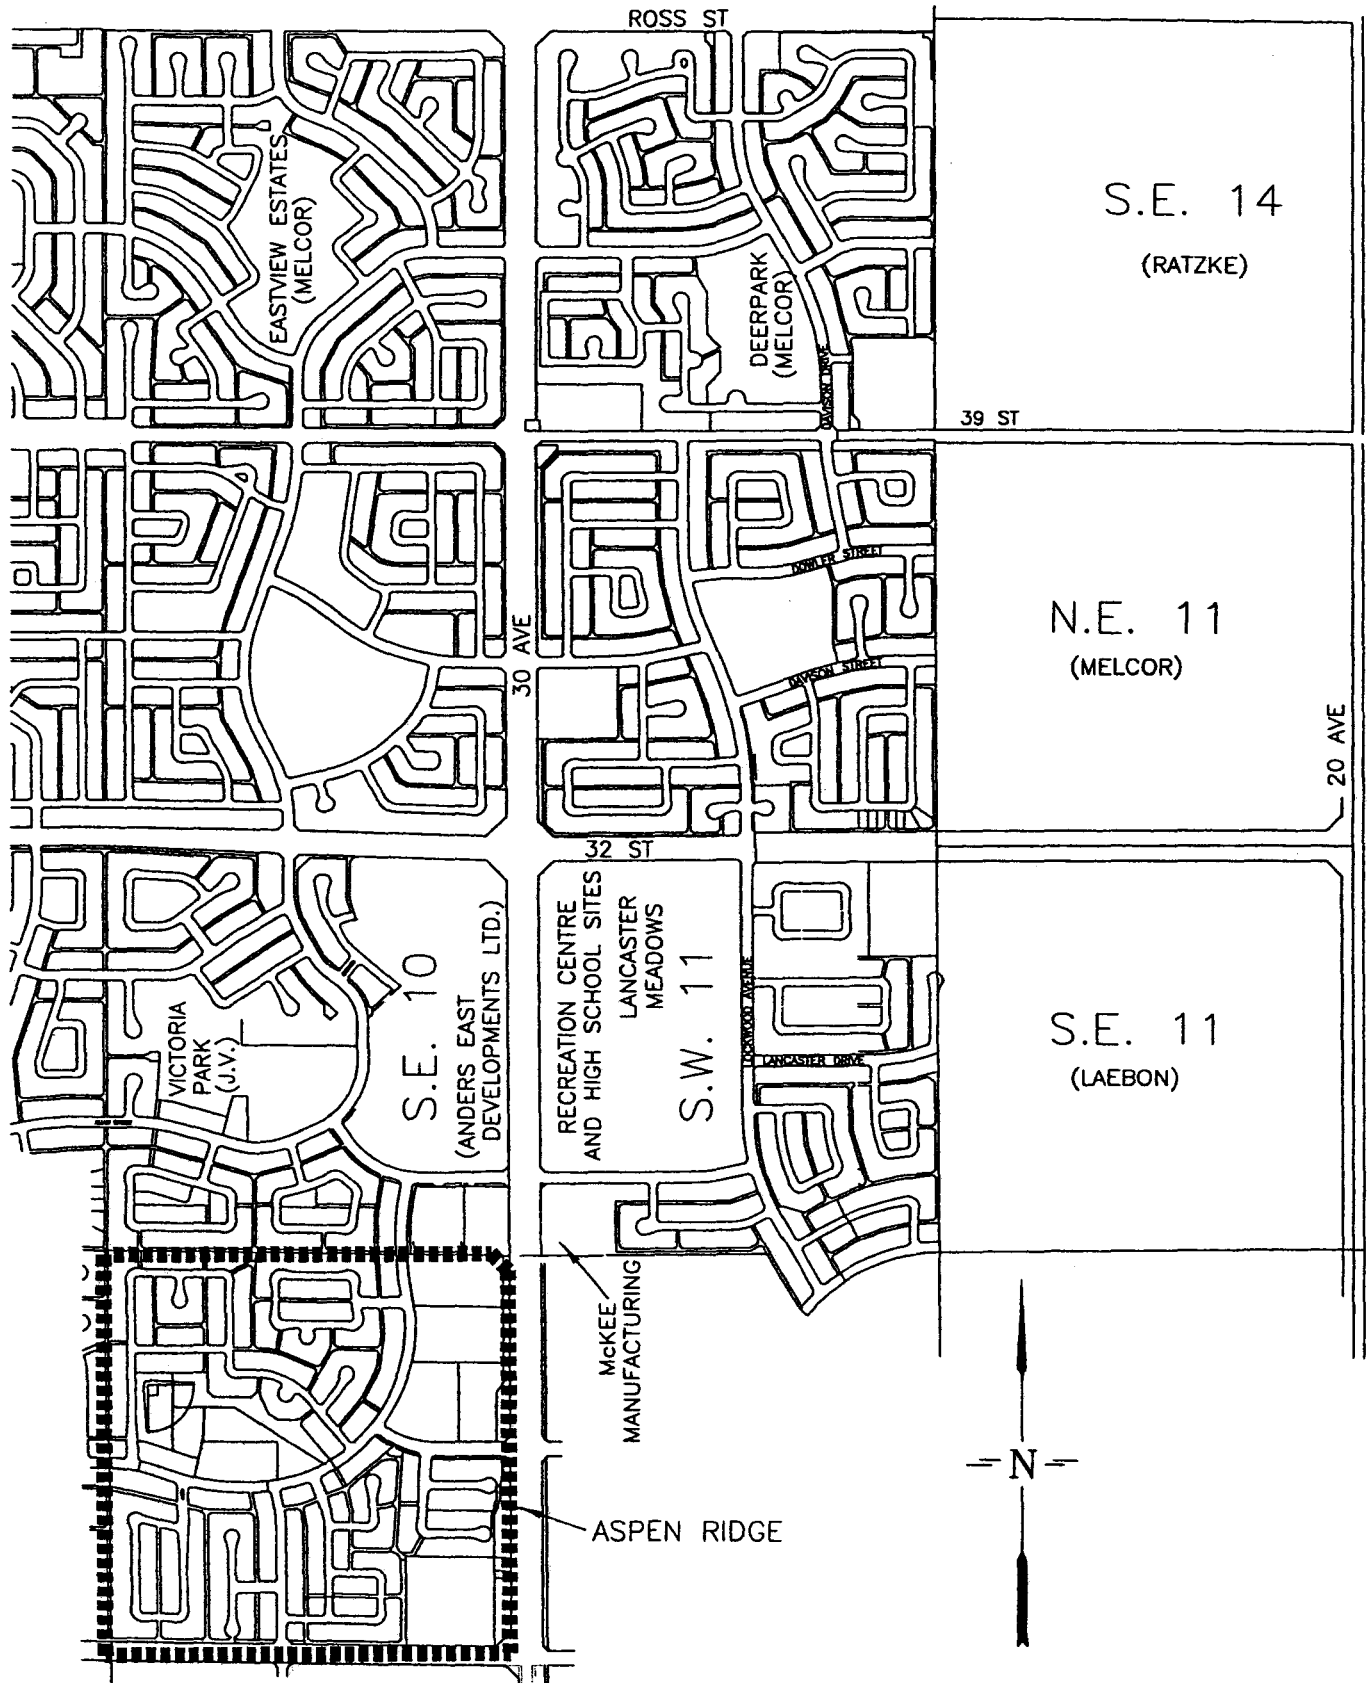 ROSS ST
S.E. 14
(RATZKE)
EASTVIEW ESTATES
(MELCOR)
DEERPARK
(MELCOR)
DAVISON DRIVE
39 ST
DOWLER STREET
30 AVE
N.E. 11
(MELCOR)
DAVISON STREET
20 AVE
32 ST
S.E. 10
(ANDERS EAST
DEVELOPMENTS LTD.)
RECREATION CENTRE
AND HIGH SCHOOL SITES
LANCASTER
MEADOWS
S.W. 11
LOCKWOOD AVENUE
LANCASTER DRIVE
VICTORIA
PARK
(J.V.)
S.E. 11
(LAEBON)
McKEE
MANUFACTURING
N
ASPEN RIDGE